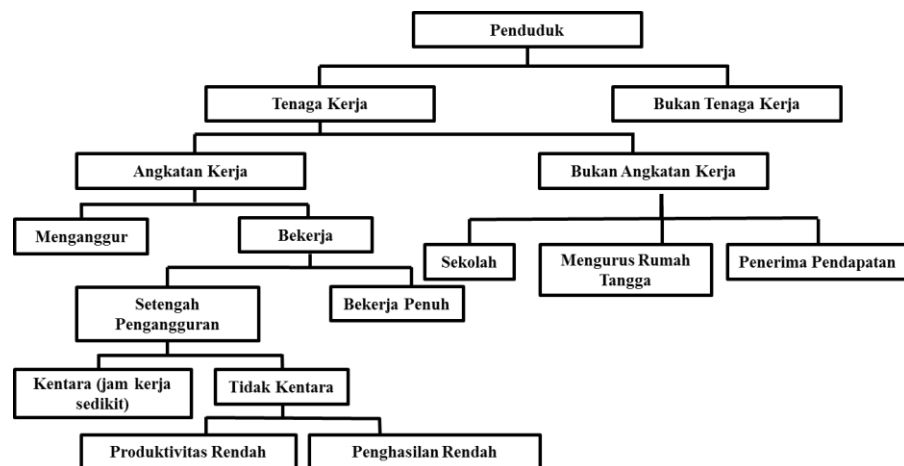 Penduduk
Tenaga Kerja
Bukan Tenaga Kerja
Angkatan Kerja
Bukan Angkatan Kerja
Menganggur
Bekerja
Sekolah
Mengurus Rumah
Tangga
Penerima Pendapatan
Setengah
Pengangguran
Bekerja Penuh
Kentara (jam kerja
sedikit)
Tidak Kentara
Produktivitas Rendah
Penghasilan Rendah